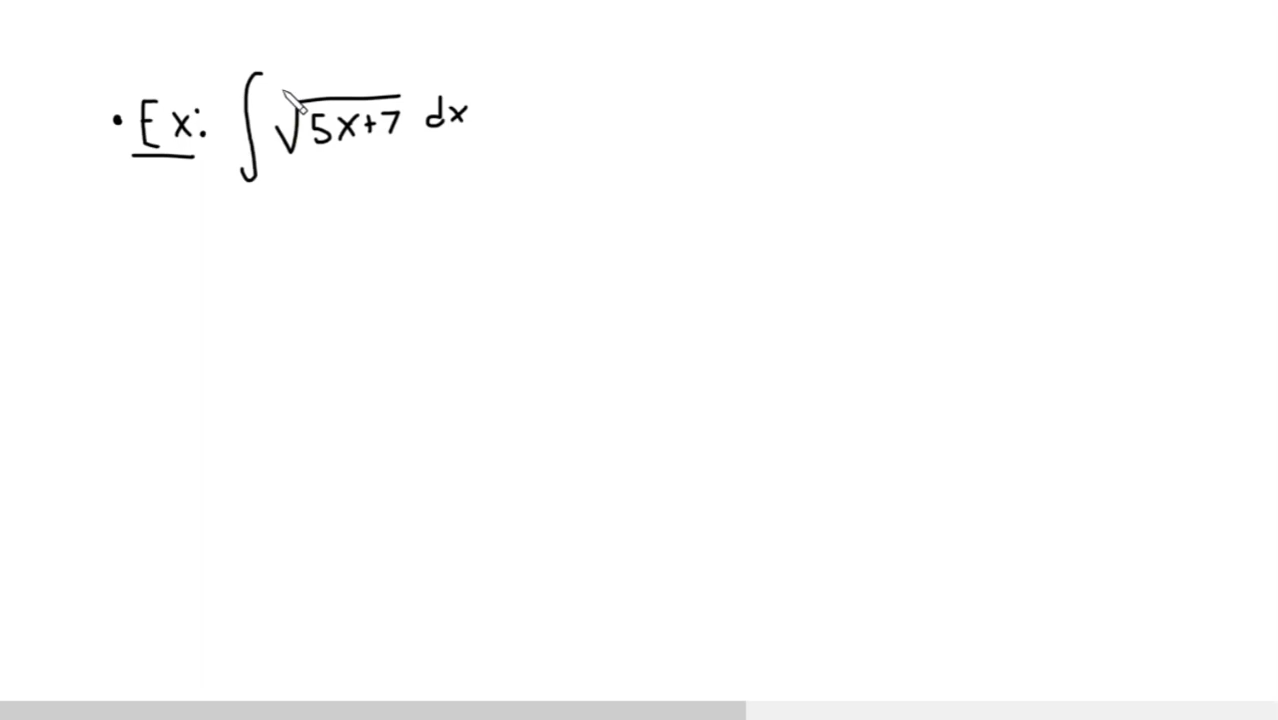 • Ex: ∫ √(5x+7) dx